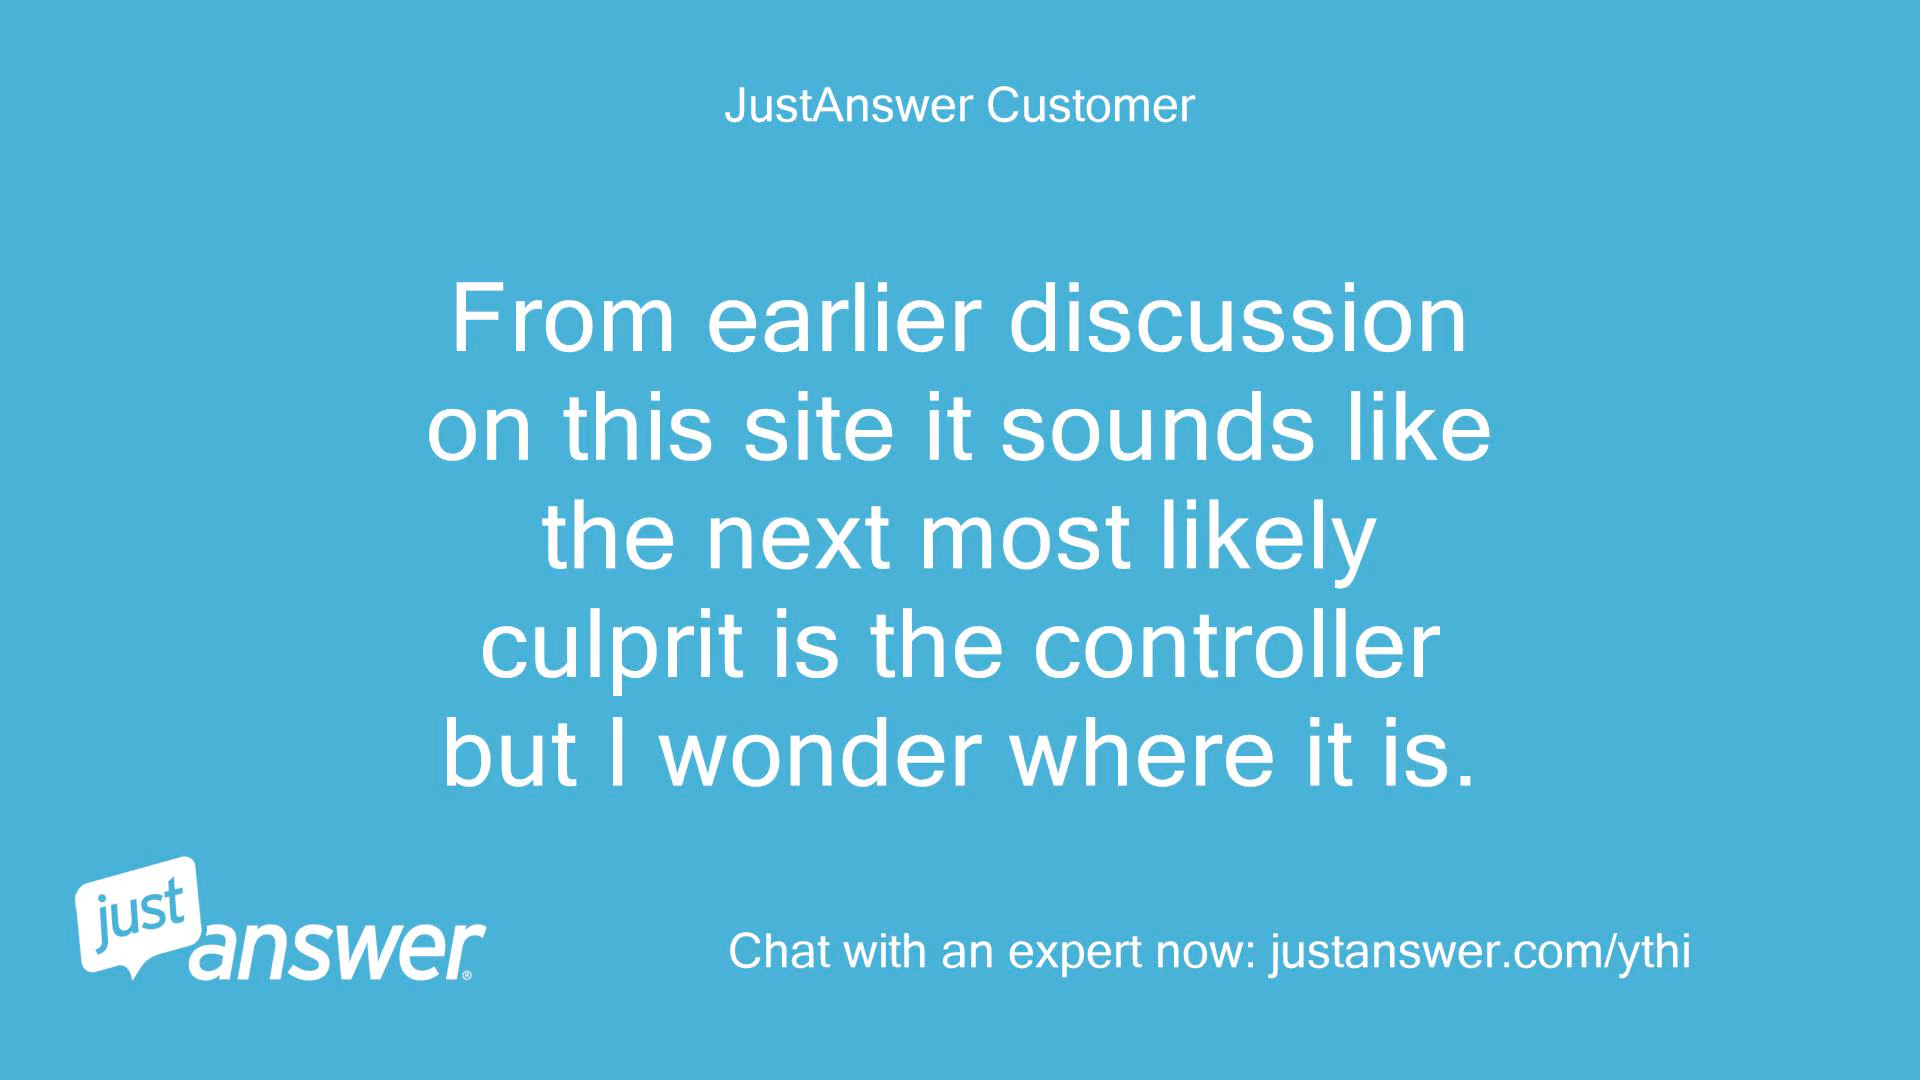 JustAnswer Customer
From earlier discussion
on this site it sounds like
the next most likely
culprit is the controller
but I wonder where it is.
just
answer®
Chat with an expert now: justanswer.com/ythi